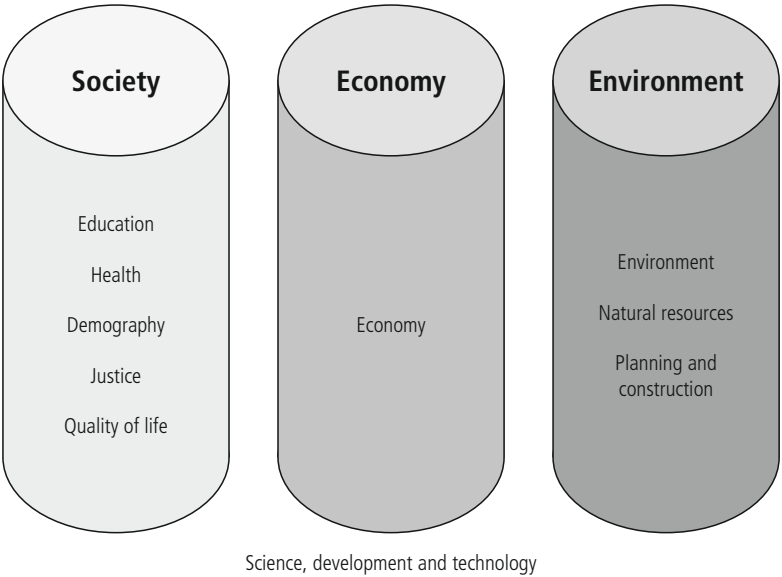 Society
Education
Health
Demography
Justice
Quality of life
Economy
Economy
Environment
Environment
Natural resources
Planning and
construction
Science, development and technology